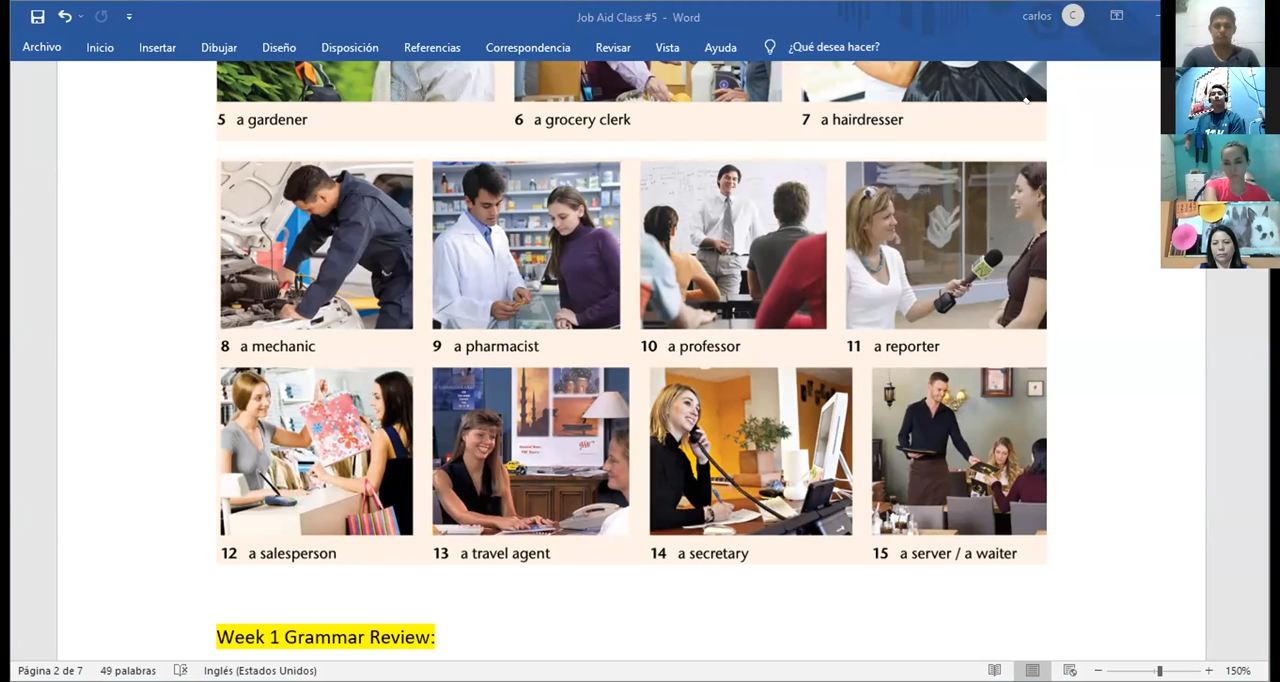 Job Aid Class #5 - Word
carlos
C
Archivo Inicio Insertar Dibujar Diseño Disposición Referencias Correspondencia Revisar Vista Ayuda ¿Qué desea hacer?
5 a gardener
6 a grocery clerk
7 a hairdresser
8 a mechanic
9 a pharmacist
10 a professor
11 a reporter
12 a salesperson
13 a travel agent
14 a secretary
15 a server / a waiter
Week 1 Grammar Review:
Página 2 de 7 49 palabras Inglés (Estados Unidos) 150%